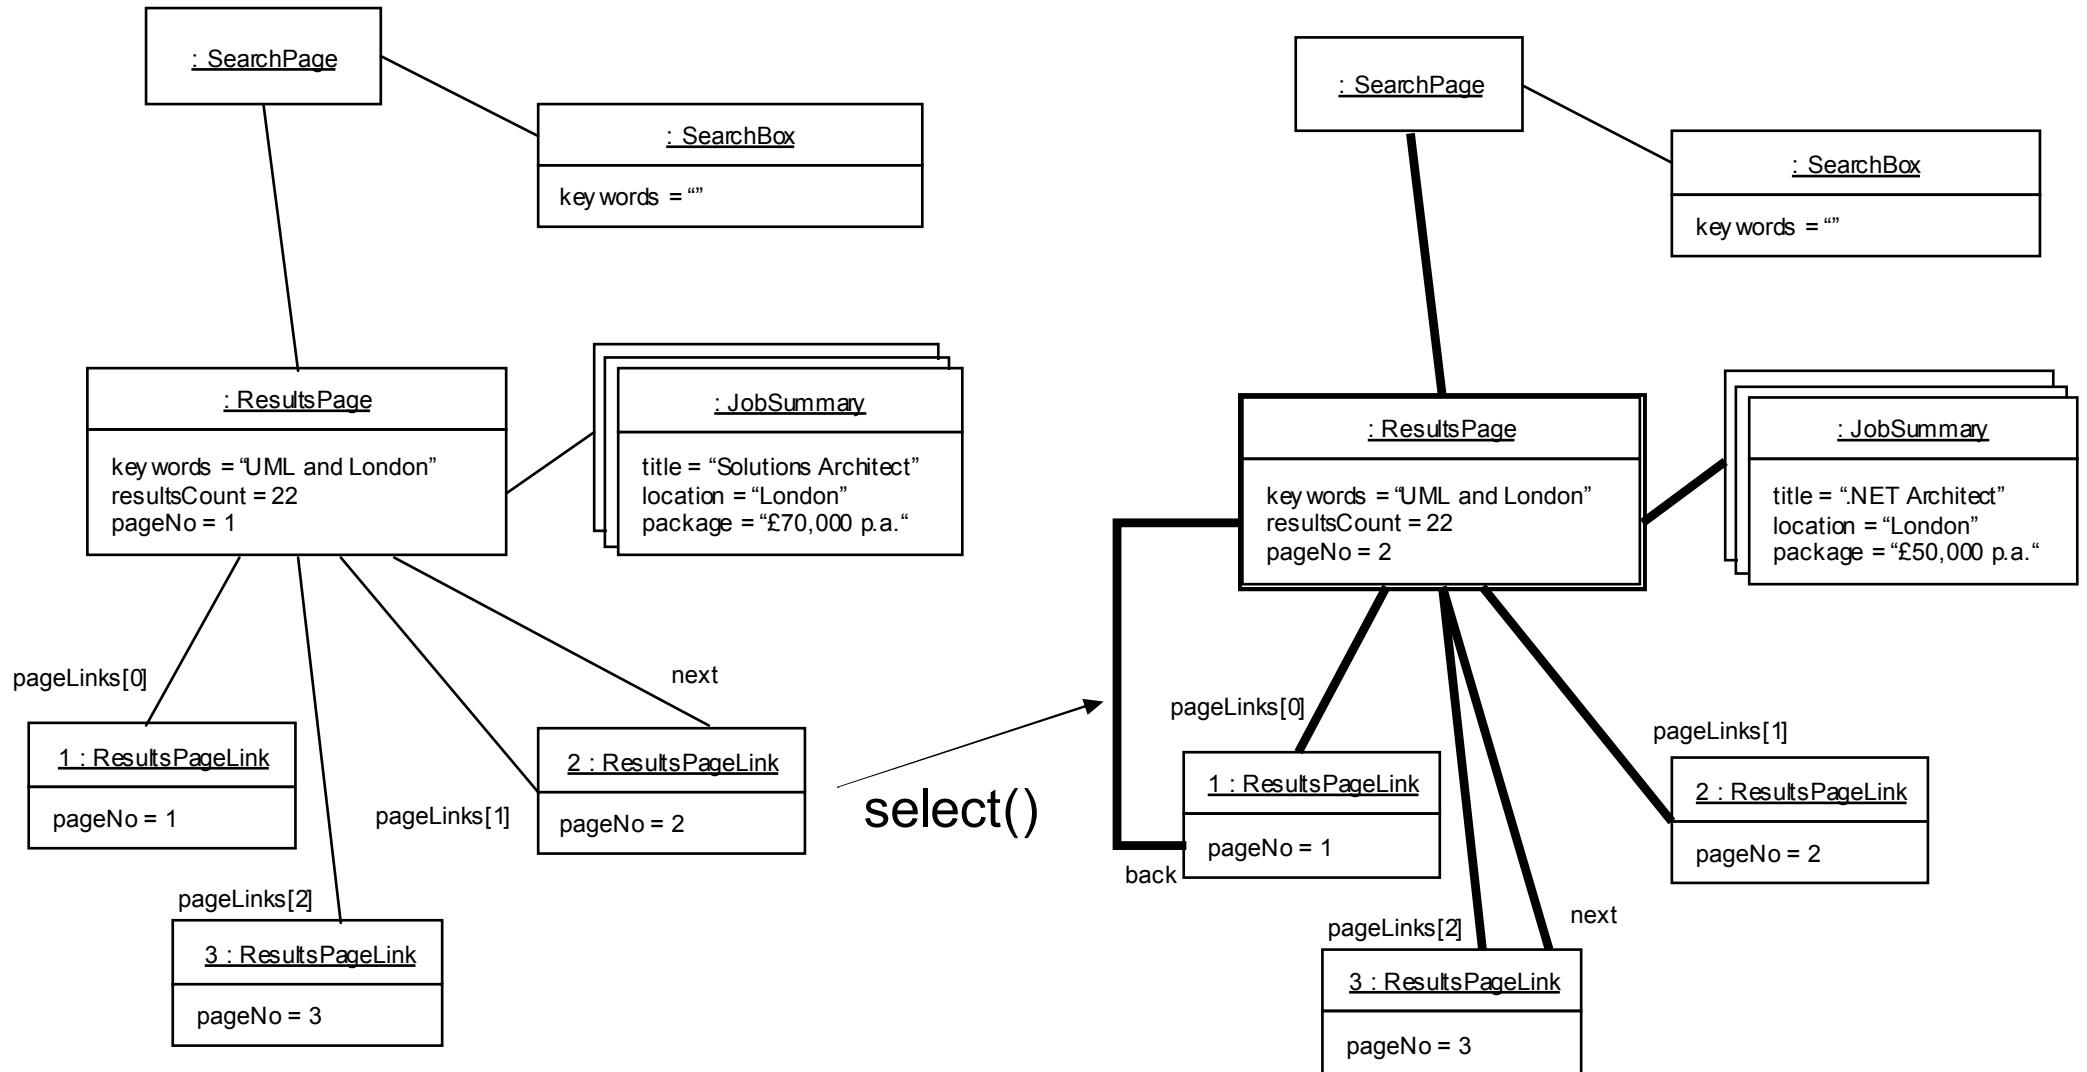 : SearchPage
: SearchBox
keywords = “”
: ResultsPage
keywords = “UML and London”
resultsCount = 22
pageNo = 1
: JobSummary
title = “Solutions Architect”
location = “London”
package = “£70,000 p.a.“
pageLinks[0]
next
1 : ResultsPageLink
pageNo = 1
pageLinks[1]
2 : ResultsPageLink
pageNo = 2
pageLinks[2]
3 : ResultsPageLink
pageNo = 3
select()
: SearchPage
: SearchBox
keywords = “”
: ResultsPage
keywords = “UML and London”
resultsCount = 22
pageNo = 2
: JobSummary
title = “.NET Architect”
location = “London”
package = “£50,000 p.a.“
pageLinks[0]
pageLinks[1]
1 : ResultsPageLink
pageNo = 1
back
2 : ResultsPageLink
pageNo = 2
pageLinks[2]
next
3 : ResultsPageLink
pageNo = 3